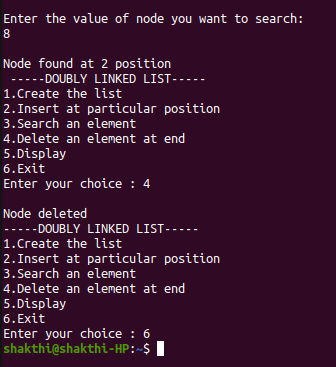 Enter the value of node you want to search:
8
Node found at 2 position
 -----DOUBLY LINKED LIST-----
1.Create the list
2.Insert at particular position
3.Search an element
4.Delete an element at end
5.Display
6.Exit
Enter your choice : 4
Node deleted
-----DOUBLY LINKED LIST-----
1.Create the list
2.Insert at particular position
3.Search an element
4.Delete an element at end
5.Display
6.Exit
Enter your choice : 6
shakthi@shakthi-HP:~$